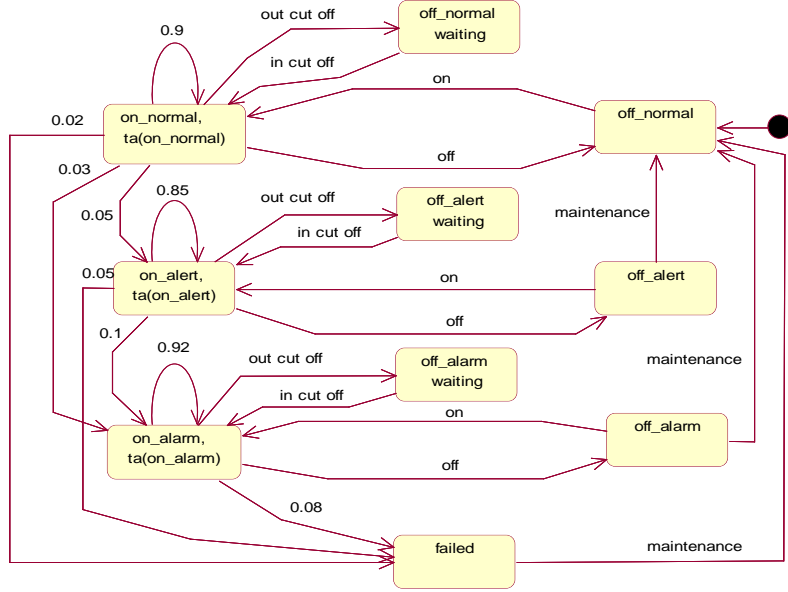 out cut off
off_normal
waiting
0.9
in cut off
on
on_normal,
ta(on_normal)
off_normal
0.02
off
0.03
0.85
out cut off
off_alert
waiting
0.05
in cut off
maintenance
0.05
on_alert,
ta(on_alert)
on
off_alert
off
0.1
0.92
out cut off
off_alarm
waiting
maintenance
in cut off
on
on_alarm,
ta(on_alarm)
off_alarm
off
0.08
failed
maintenance